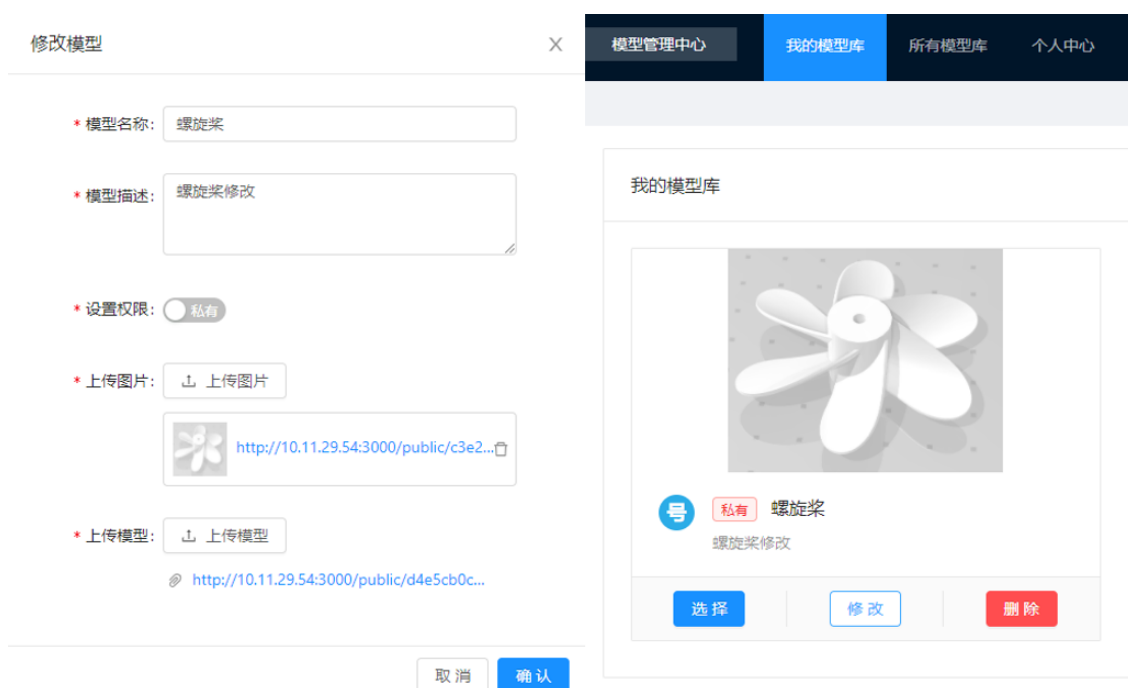 修改模型
* 模型名称:
螺旋桨
* 模型描述:
螺旋桨修改
* 设置权限:
私有
* 上传图片:
上传图片
http://10.11.29.54:3000/public/c3e2...
* 上传模型:
上传模型
http://10.11.29.54:3000/public/d4e5cb0c...
取 消
确 认
模型管理中心
我的模型库
所有模型库
个人中心
我的模型库
号
私有
螺旋桨
螺旋桨修改
选 择
修 改
删 除